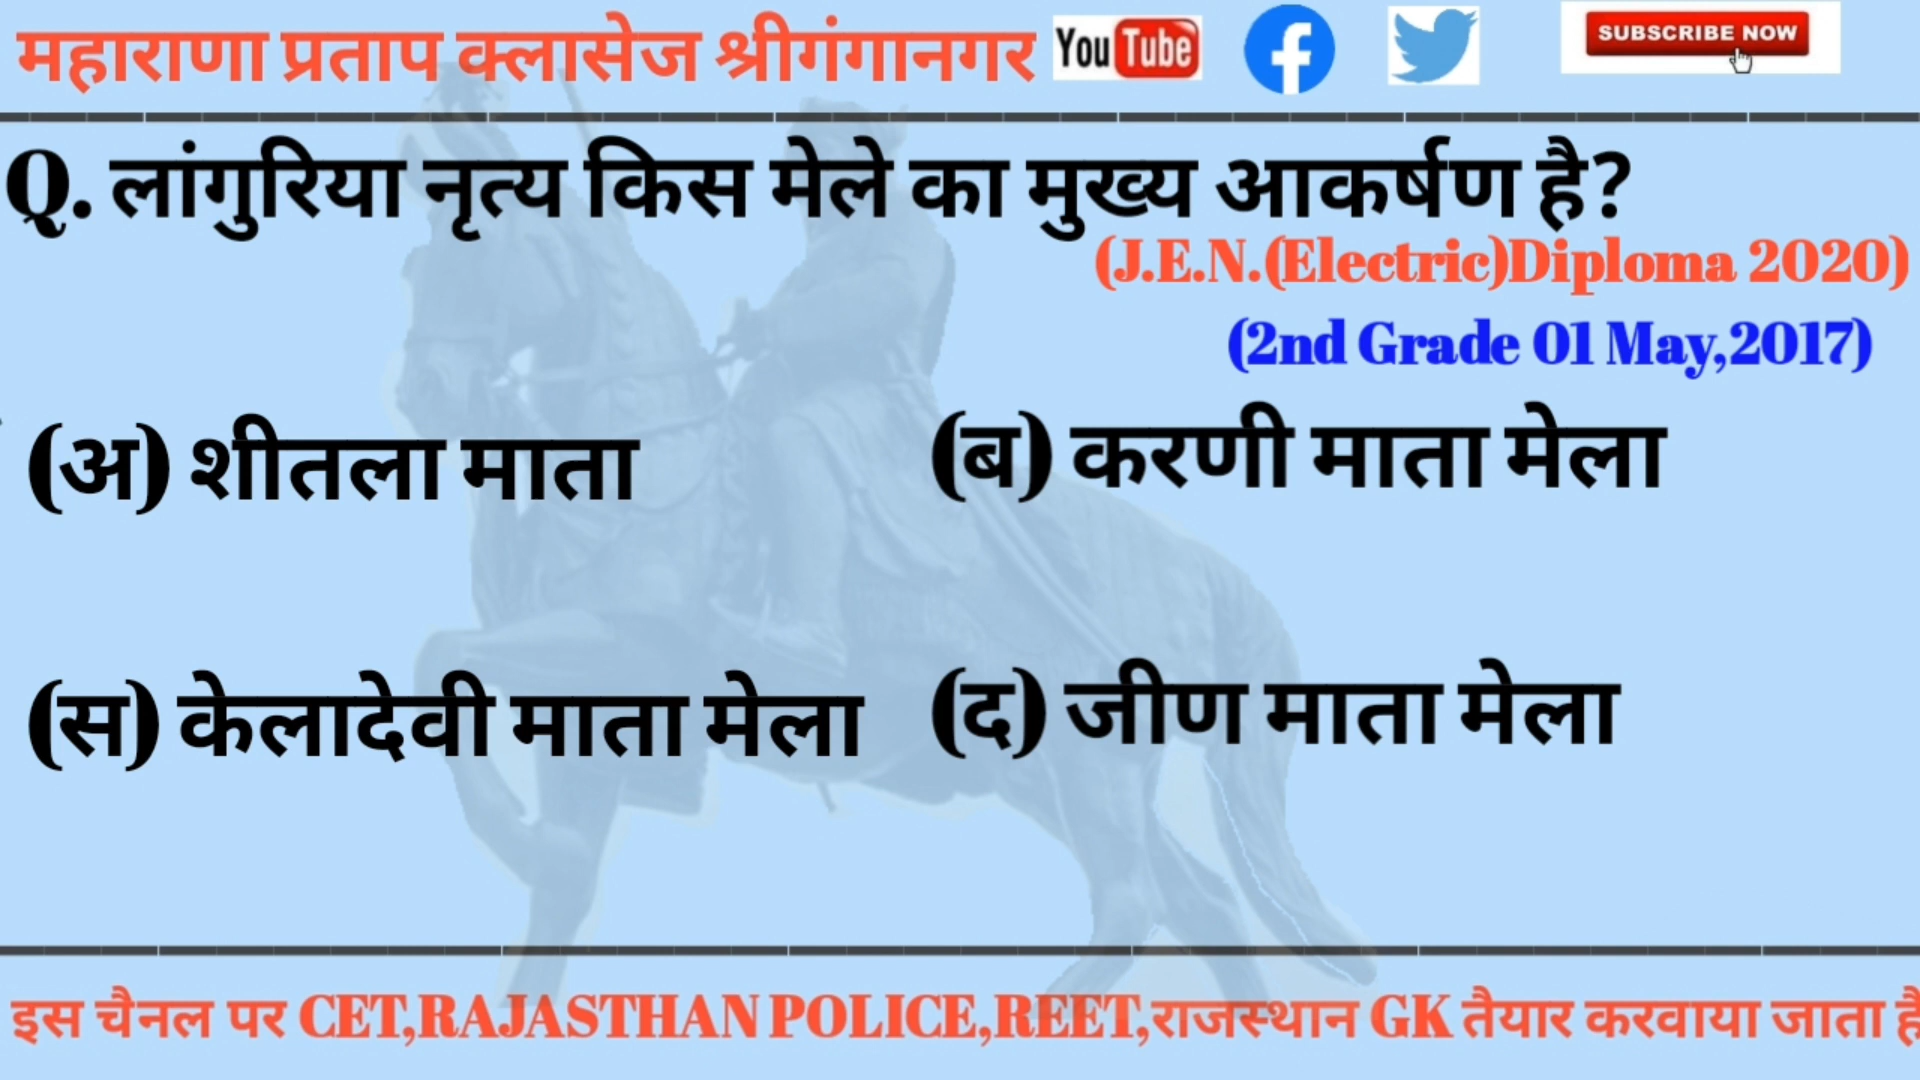 महाराणा प्रताप क्लासेज श्रीगंगानगर YouTube f SUBSCRIBE NOW
Q. लांगुरिया नृत्य किस मेले का मुख्य आकर्षण है?
(J.E.N.(Electric)Diploma 2020)
(2nd Grade 01 May,2017)
(अ) शीतला माता (ब) करणी माता मेला
(स) केलादेवी माता मेला (द) जीण माता मेला
इस चैनल पर CET,RAJASTHAN POLICE,REET,राजस्थान GK तैयार करवाया जाता है